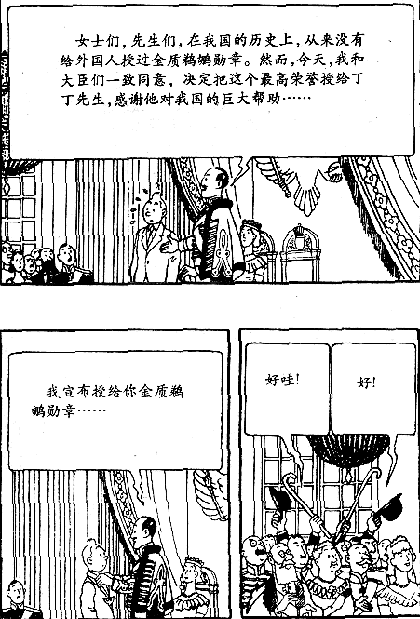 女士们，先生们，在我国的历史上，从来没有
给外国人授过金质鹈鹕勋章。然而，今天，我和
大臣们一致同意，决定把这个最高荣誉授给丁
丁先生，感谢他对我国的巨大帮助……
我宣布授给你金质鹈
鹕勋章……
好哇！
好！